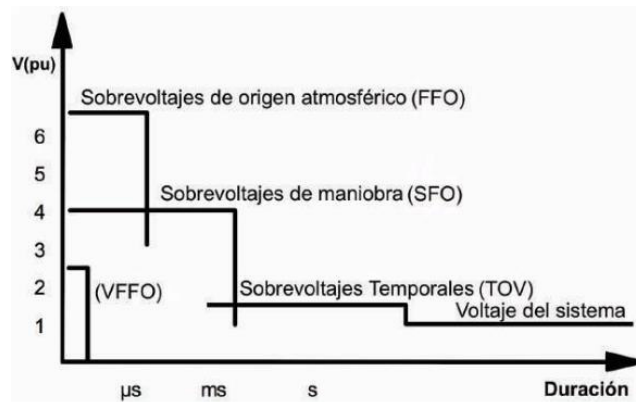 V(pu)
Sobrevoltajes de origen atmosférico (FFO)
6
5
Sobrevoltajes de maniobra (SFO)
4
3
(VFFO)
2
Sobrevoltajes Temporales (TOV)
Voltaje del sistema
1
µs ms s Duración